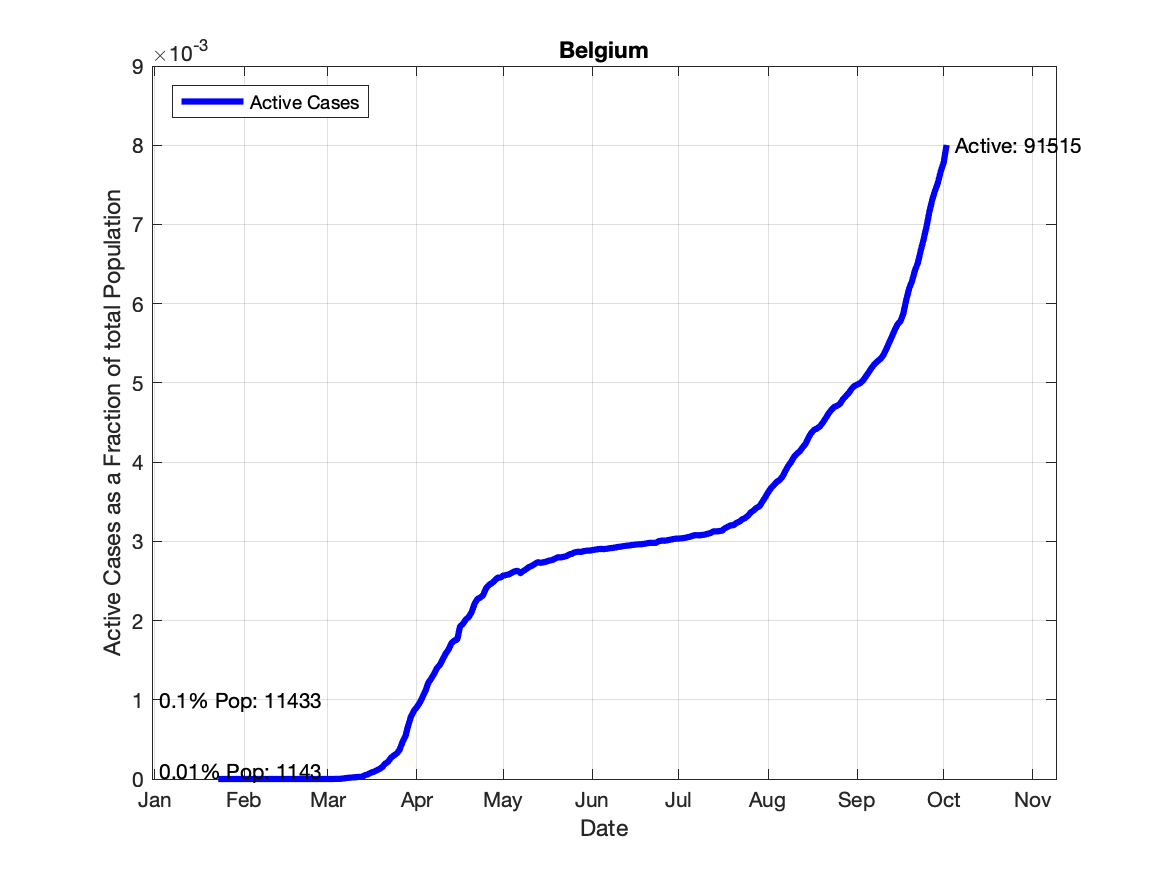 Belgium
×10-3
9
8
7
6
5
4
3
2
1
0
Active Cases
Active: 91515
0.1% Pop: 11433
0.01% Pop: 1143
Active Cases as a Fraction of total Population
Jan Feb Mar Apr May Jun Jul Aug Sep Oct Nov
Date